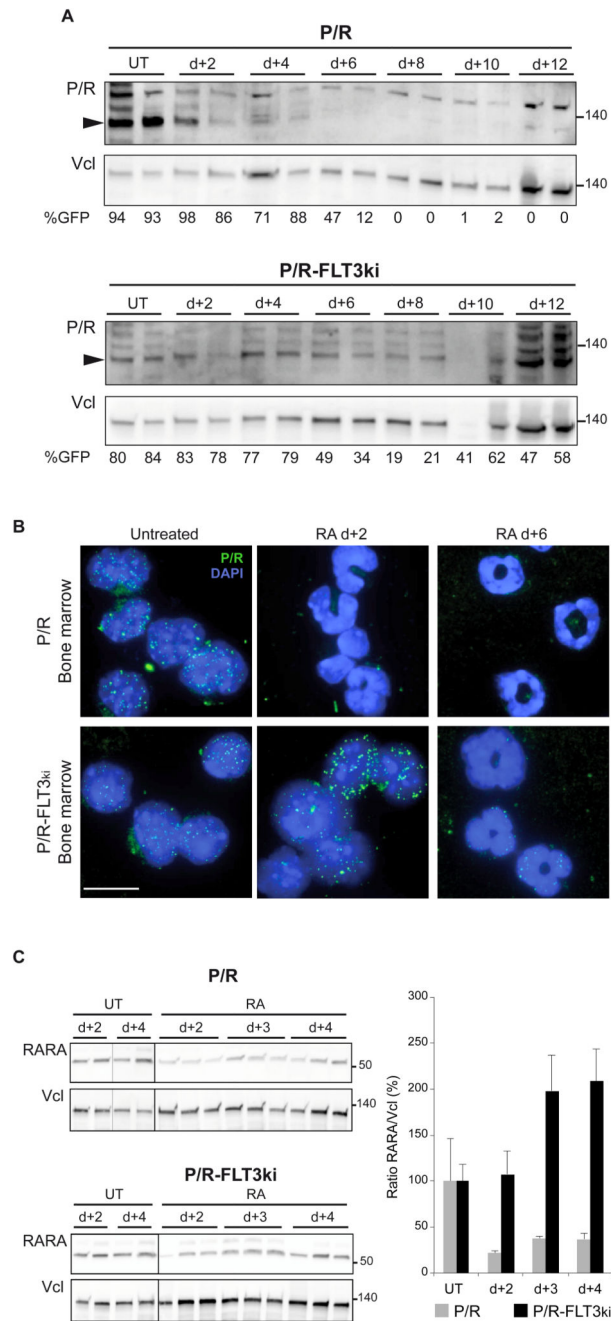 A
P/R
UT d+2 d+4 d+6 d+8 d+10 d+12
P/R
140
Vcl
140
%GFP 94 93 98 86 71 88 47 12 0 0 1 2 0 0
P/R-FLT3ki
UT d+2 d+4 d+6 d+8 d+10 d+12
P/R
140
Vcl
140
%GFP 80 84 83 78 77 79 49 34 19 21 41 62 47 58
B
Untreated RA d+2 RA d+6
P/R
DAPI
P/R
Bone marrow
P/R-FLT3ki
Bone marrow
C
P/R
UT RA
d+2 d+4 d+2 d+3 d+4
RARA
50
Vcl
140
P/R-FLT3ki
UT RA
d+2 d+4 d+2 d+3 d+4
RARA
50
Vcl
140
Ratio RARA/Vcl (%)
300
250
200
150
100
50
0
UT d+2 d+3 d+4
P/R P/R-FLT3ki